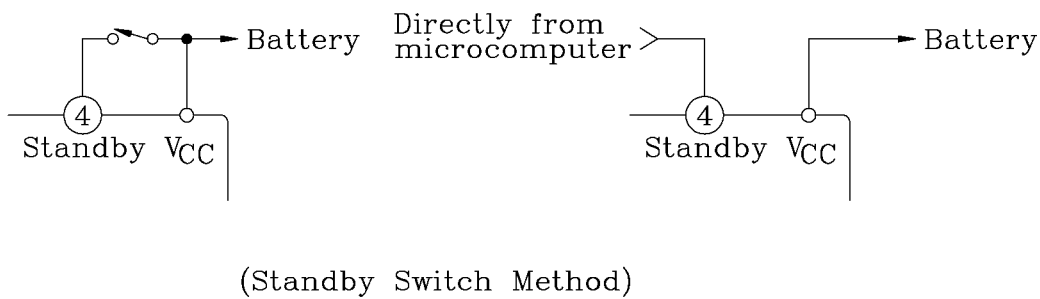 Battery
4
Standby VCC
Directly from
microcomputer
Battery
4
Standby VCC
(Standby Switch Method)